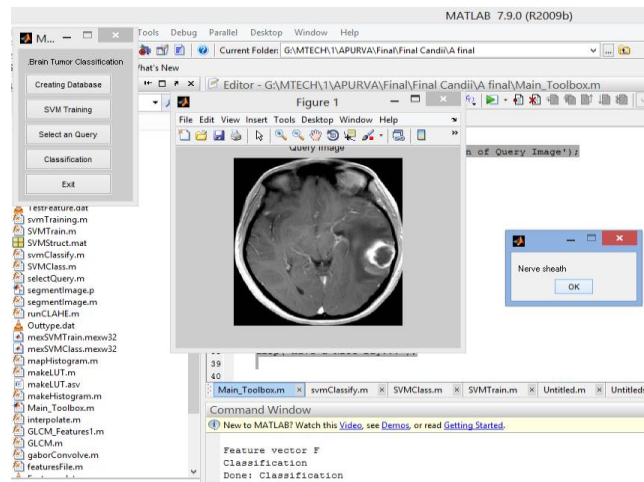 MATLAB 7.9.0 (R2009b)
M...
Tools Debug Parallel Desktop Window Help
Current Folder: G:\MTECH\1\APURVA\Final\Final Candii\A final
What's New
.Brain Tumor Classification
Creating Database
SVM Training
Select an Query
Classification
Exit
Editor - G:\MTECH\1\APURVA\Final\Final Candii\A final\Main_Toolbox.m
Figure 1
File Edit View Insert Tools Desktop Window Help
Query Image
n of Query Image');
Nerve sheath
OK
TestFeature.dat
svmTraining.m
SVMTrain.m
SVMStruct.mat
svmClassify.m
SVMClass.m
selectQuery.m
segmentImage.p
segmentImage.m
runCLAHE.m
Outtype.dat
mexSVMTrain.mexw32
mexSVMClass.mexw32
mapHistogram.m
makeLUT.m
makeLUT.asv
makeHistogram.m
Main_Toolbox.m
interpolate.m
GLCM_Features1.m
GLCM.m
gaborConvolve.m
featuresFile.m
39
40
Main_Toolbox.m × svmClassify.m × SVMClass.m × SVMTrain.m × Untitled.m × Untitled
Command Window
New to MATLAB? Watch this Video, see Demos, or read Getting Started.
Feature vector F
Classification
Done: Classification